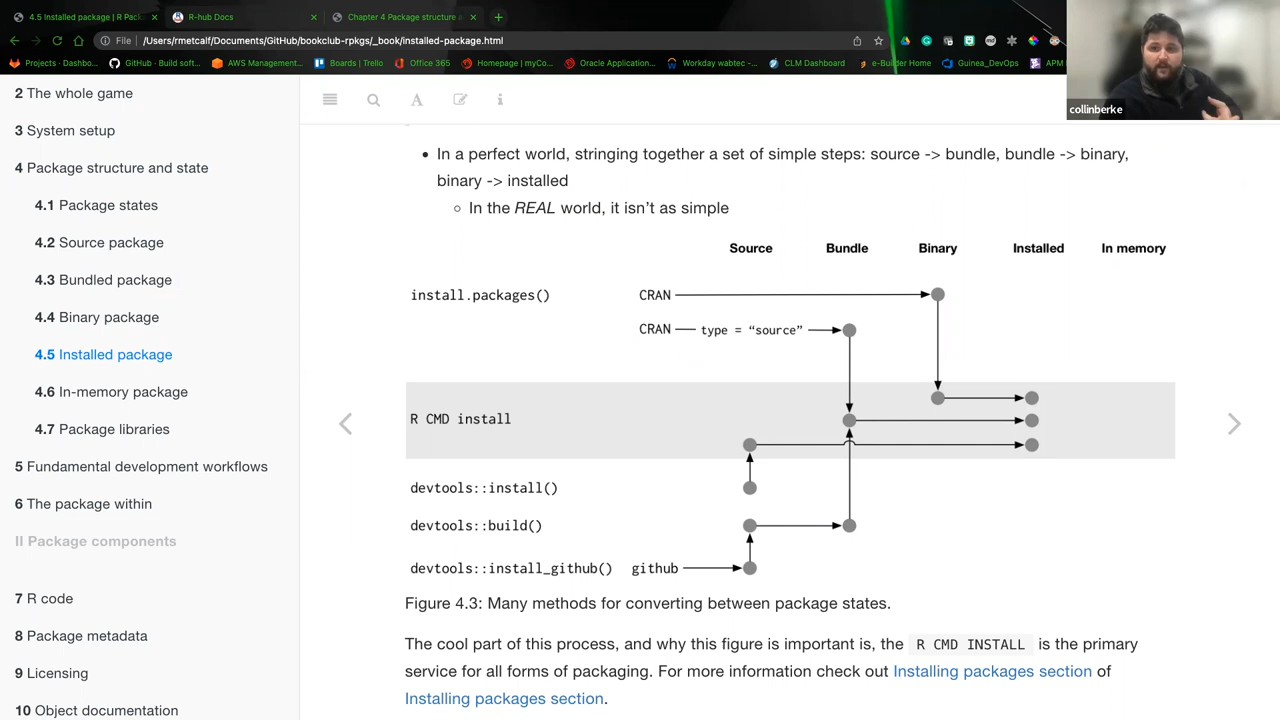 4.5 Installed package | R Pack
R-hub Docs
Chapter 4 Package structure a
File /Users/rmetcalf/Documents/GitHub/bookclub-rpkgs/_book/installed-package.html
Projects · Dashbo...
GitHub · Build soft...
AWS Management...
Boards | Trello
Office 365
Homepage | myCo...
Oracle Application...
Workday wabtec -...
CLM Dashboard
e-Builder Home
Guinea_DevOps
APM
collinberke
2 The whole game
3 System setup
4 Package structure and state
4.1 Package states
4.2 Source package
4.3 Bundled package
4.4 Binary package
4.5 Installed package
4.6 In-memory package
4.7 Package libraries
5 Fundamental development workflows
6 The package within
II Package components
7 R code
8 Package metadata
9 Licensing
10 Object documentation
• In a perfect world, stringing together a set of simple steps: source -> bundle, bundle -> binary,
binary -> installed
○ In the REAL world, it isn't as simple
Source Bundle Binary Installed In memory
install.packages() CRAN
CRAN type = "source"
R CMD install
devtools::install()
devtools::build()
devtools::install_github() github
Figure 4.3: Many methods for converting between package states.
The cool part of this process, and why this figure is important is, the R CMD INSTALL is the primary
service for all forms of packaging. For more information check out Installing packages section of
Installing packages section.